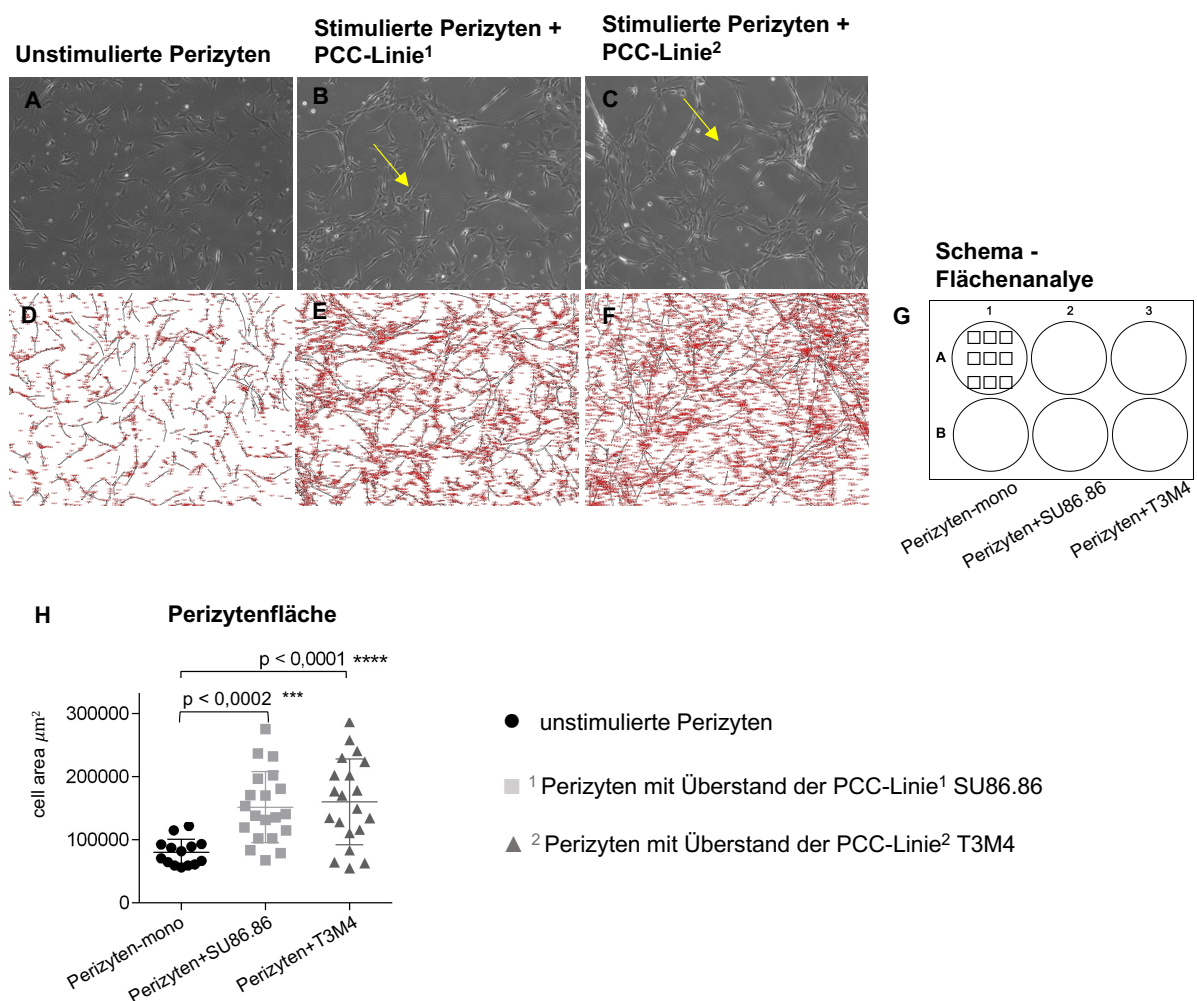 Unstimulierte Perizyten
Stimulierte Perizyten +
PCC-Linie¹
Stimulierte Perizyten +
PCC-Linie²
A
B
C
D
E
F
Schema -
Flächenanalye
G
1 2 3
A
B
Perizyten-mono
Perizyten+SU86.86
Perizyten+T3M4
H
Perizytenfläche
p < 0,0001 ****
p < 0,0002 ***
cell area µm²
300000
200000
100000
0
Perizyten-mono
Perizyten+SU86.86
Perizyten+T3M4
unstimulierte Perizyten
¹ Perizyten mit Überstand der PCC-Linie¹ SU86.86
² Perizyten mit Überstand der PCC-Linie² T3M4